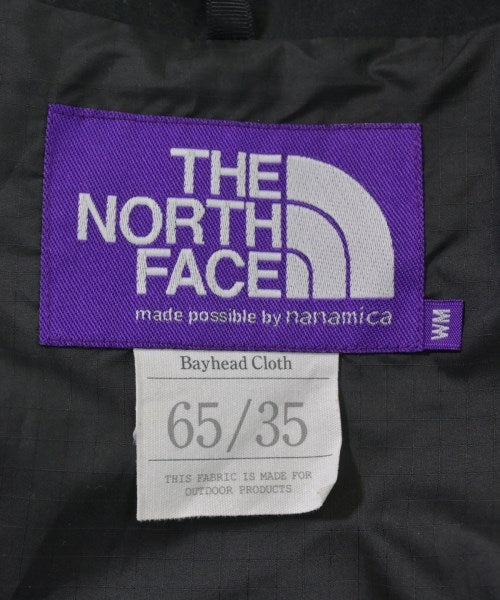 THE
NORTH
FACE
made possible by nanamica
WM
Bayhead Cloth
65/35
THIS FABRIC IS MADE FOR
OUTDOOR PRODUCTS